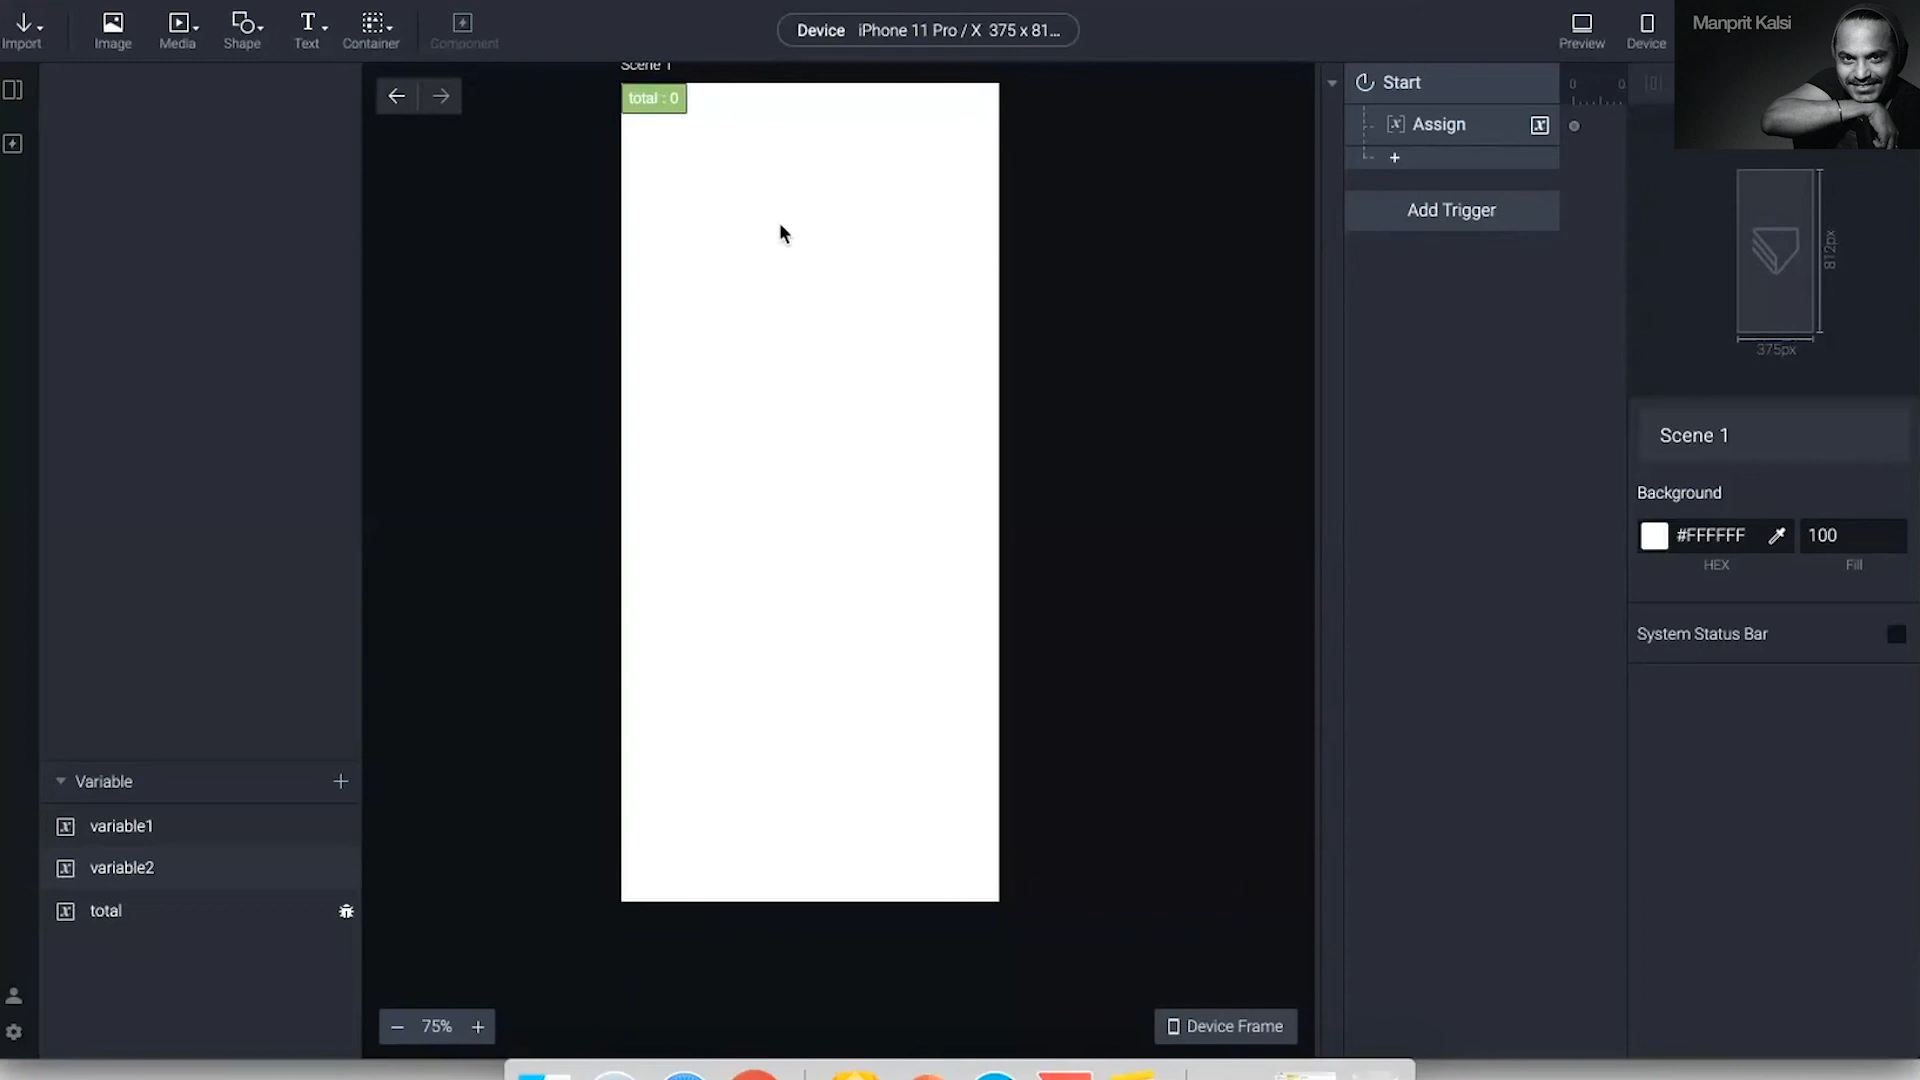 Import
Image
Media
Shape
Text
Container
Component
Device iPhone 11 Pro / X 375 x 81...
Preview
Device
Manprit Kalsi
Scene 1
total : 0
Start
0
0
Assign
+
Add Trigger
812px
375px
Scene 1
Background
#FFFFFF
100
HEX
Fill
System Status Bar
Variable
variable1
variable2
total
75%
Device Frame